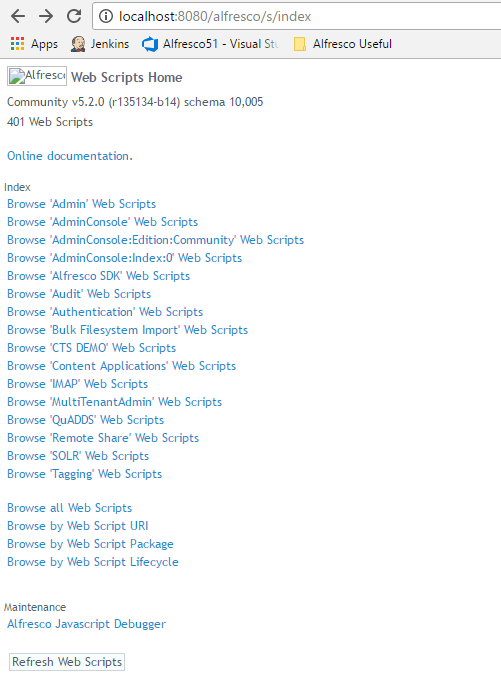 localhost:8080/alfresco/s/index
Apps Jenkins Alfresco51 - Visual Stu Alfresco Useful
Alfresco Web Scripts Home
Community v5.2.0 (r135134-b14) schema 10,005
401 Web Scripts
Online documentation.
Index
Browse 'Admin' Web Scripts
Browse 'AdminConsole' Web Scripts
Browse 'AdminConsole:Edition:Community' Web Scripts
Browse 'AdminConsole:Index:0' Web Scripts
Browse 'Alfresco SDK' Web Scripts
Browse 'Audit' Web Scripts
Browse 'Authentication' Web Scripts
Browse 'Bulk Filesystem Import' Web Scripts
Browse 'CTS DEMO' Web Scripts
Browse 'Content Applications' Web Scripts
Browse 'IMAP' Web Scripts
Browse 'MultiTenantAdmin' Web Scripts
Browse 'QuADDS' Web Scripts
Browse 'Remote Share' Web Scripts
Browse 'SOLR' Web Scripts
Browse 'Tagging' Web Scripts
Browse all Web Scripts
Browse by Web Script URI
Browse by Web Script Package
Browse by Web Script Lifecycle
Maintenance
Alfresco Javascript Debugger
Refresh Web Scripts